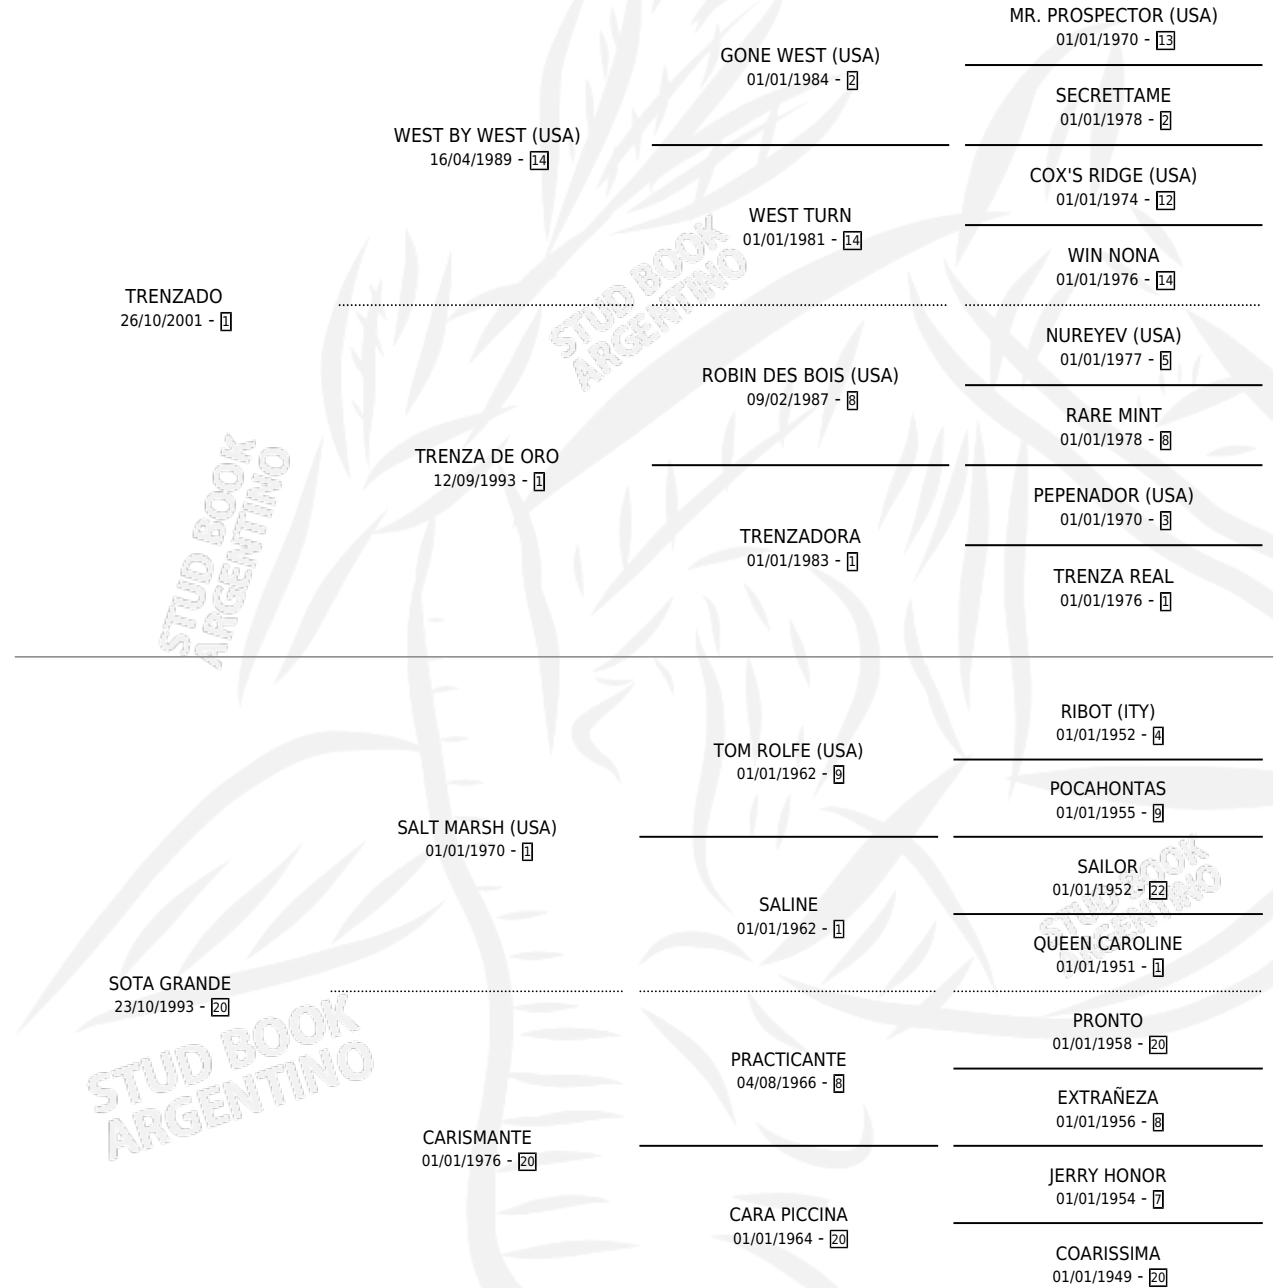 MR. PROSPECTOR (USA)
01/01/1970 - 13
GONE WEST (USA)
01/01/1984 - 2
SECRETTAME
01/01/1978 - 2
WEST BY WEST (USA)
16/04/1989 - 14
COX'S RIDGE (USA)
01/01/1974 - 12
WEST TURN
01/01/1981 - 14
WIN NONA
01/01/1976 - 14
TRENZADO
26/10/2001 - 1
NUREYEV (USA)
01/01/1977 - 5
ROBIN DES BOIS (USA)
09/02/1987 - 8
RARE MINT
01/01/1978 - 8
TRENZA DE ORO
12/09/1993 - 1
PEPENADOR (USA)
01/01/1970 - 3
TRENZADORA
01/01/1983 - 1
TRENZA REAL
01/01/1976 - 1
STUD BOOK
ARGENTINO
STUD BOOK
ARGENTINO
RIBOT (ITY)
01/01/1952 - 4
TOM ROLFE (USA)
01/01/1962 - 9
POCAHONTAS
01/01/1955 - 9
SALT MARSH (USA)
01/01/1970 - 1
SAILOR
01/01/1952 - 22
SALINE
01/01/1962 - 1
QUEEN CAROLINE
01/01/1951 - 1
SOTA GRANDE
23/10/1993 - 20
PRONTO
01/01/1958 - 20
PRACTICANTE
04/08/1966 - 8
EXTRAÑEZA
01/01/1956 - 8
CARISMANTE
01/01/1976 - 20
JERRY HONOR
01/01/1954 - 7
CARA PICCINA
01/01/1964 - 20
COARISSIMA
01/01/1949 - 20
STUD BOOK
ARGENTINO
STUD BOOK
ARGENTINO